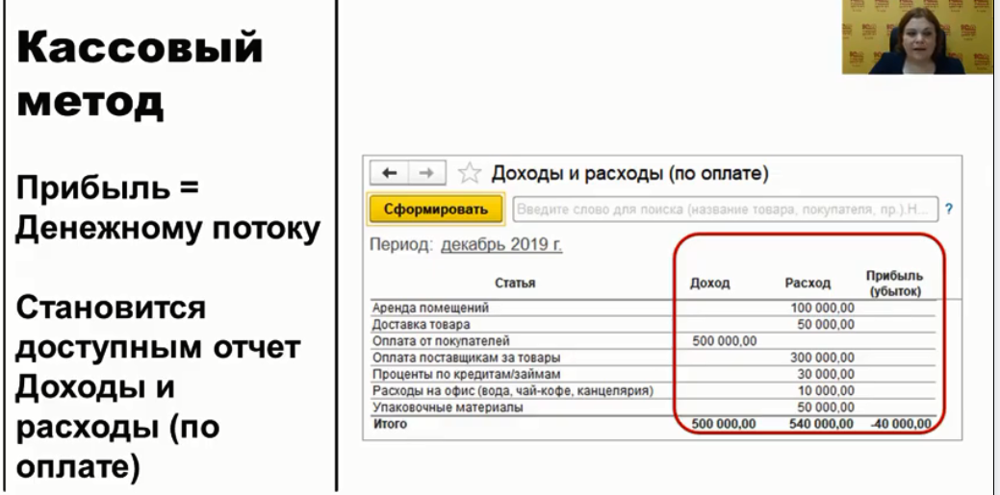 Кассовый
метод
Прибыль =
Денежному потоку
Становится
доступным отчет
Доходы и
расходы (по
оплате)
Доходы и расходы (по оплате)
Сформировать Введите слово для поиска (название товара, покупателя, пр.).Н... ?
Период: декабрь 2019 г.
Статья Доход Расход Прибыль (убыток)
Аренда помещений 100 000,00
Доставка товара 50 000,00
Оплата от покупателей 500 000,00
Оплата поставщикам за товары 300 000,00
Проценты по кредитам/займам 30 000,00
Расходы на офис (вода, чай-кофе, канцелярия) 10 000,00
Упаковочные материалы 50 000,00
Итого 500 000,00 540 000,00 -40 000,00